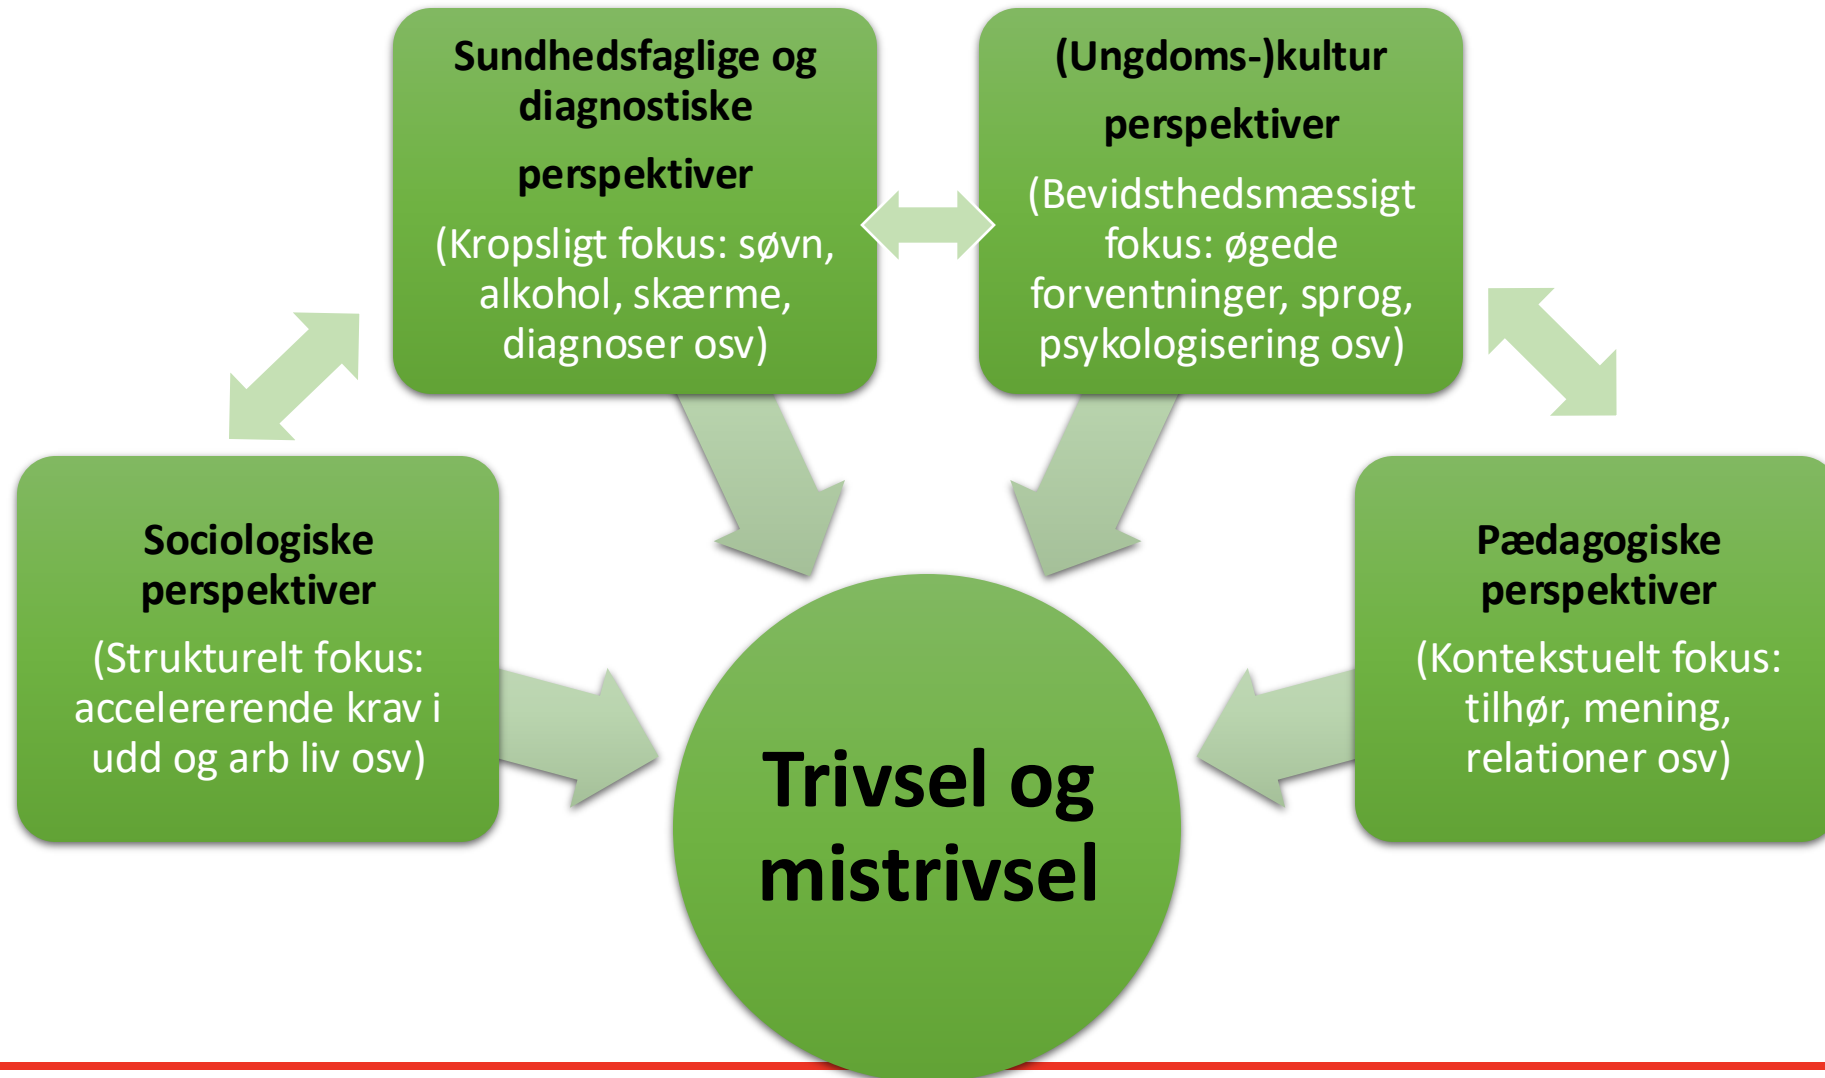 Sundhedsfaglige og
diagnostiske
perspektiver
(Kropsligt fokus: søvn,
alkohol, skærme,
diagnoser osv)
(Ungdoms-)kultur
perspektiver
(Bevidsthedsmæssigt
fokus: øgede
forventninger, sprog,
psykologisering osv)
Sociologiske
perspektiver
(Strukturelt fokus:
accelererende krav i
udd og arb liv osv)
Pædagogiske
perspektiver
(Kontekstuelt fokus:
tilhør, mening,
relationer osv)
Trivsel og
mistrivsel